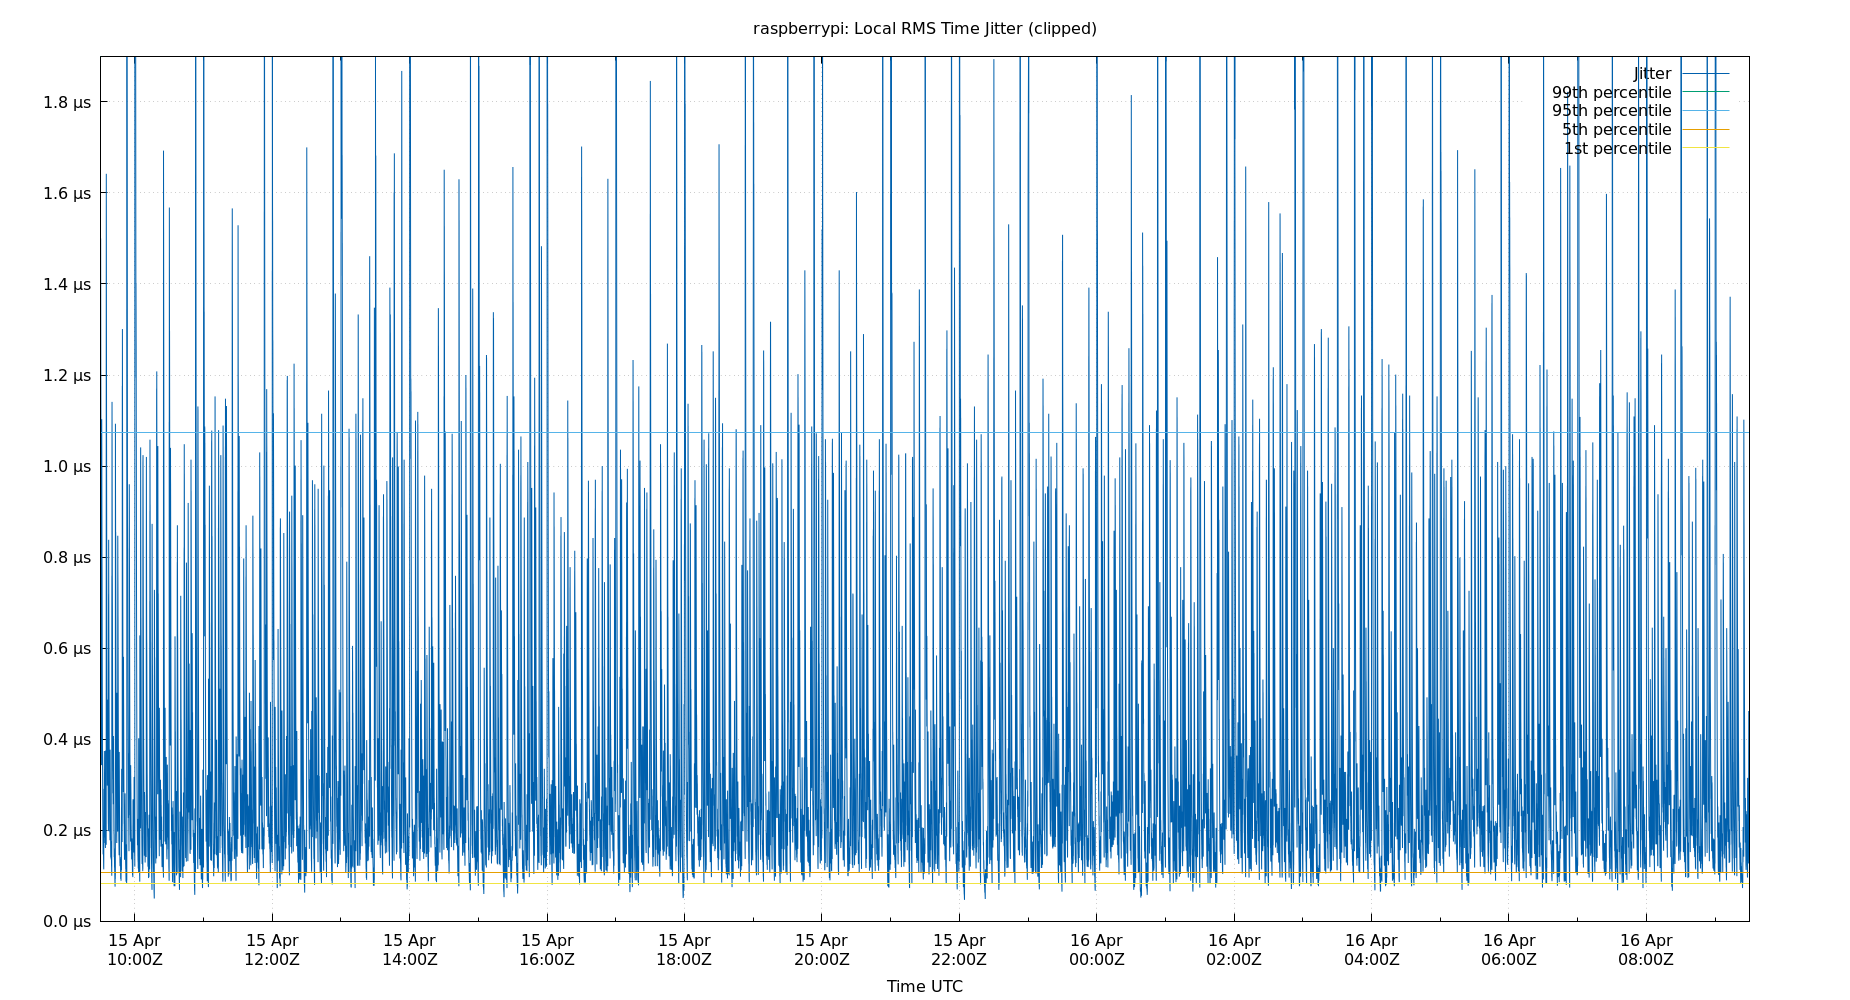 raspberrypi: Local RMS Time Jitter (clipped)
Jitter
99th percentile
95th percentile
5th percentile
1st percentile
1.8 µs
1.6 µs
1.4 µs
1.2 µs
1.0 µs
0.8 µs
0.6 µs
0.4 µs
0.2 µs
0.0 µs
15 Apr 15 Apr 15 Apr 15 Apr 15 Apr 15 Apr 15 Apr 16 Apr 16 Apr 16 Apr 16 Apr 16 Apr
10:00Z 12:00Z 14:00Z 16:00Z 18:00Z 20:00Z 22:00Z 00:00Z 02:00Z 04:00Z 06:00Z 08:00Z
Time UTC